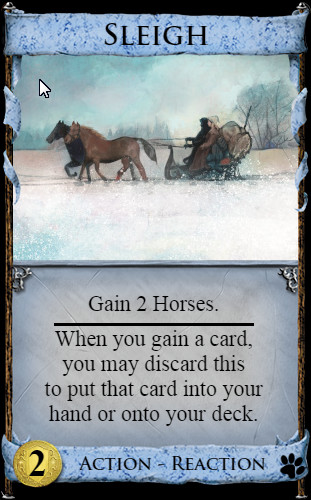 SLEIGH
Gain 2 Horses.
When you gain a card,
you may discard this
to put that card into your
hand or onto your deck.
2 ACTION – REACTION